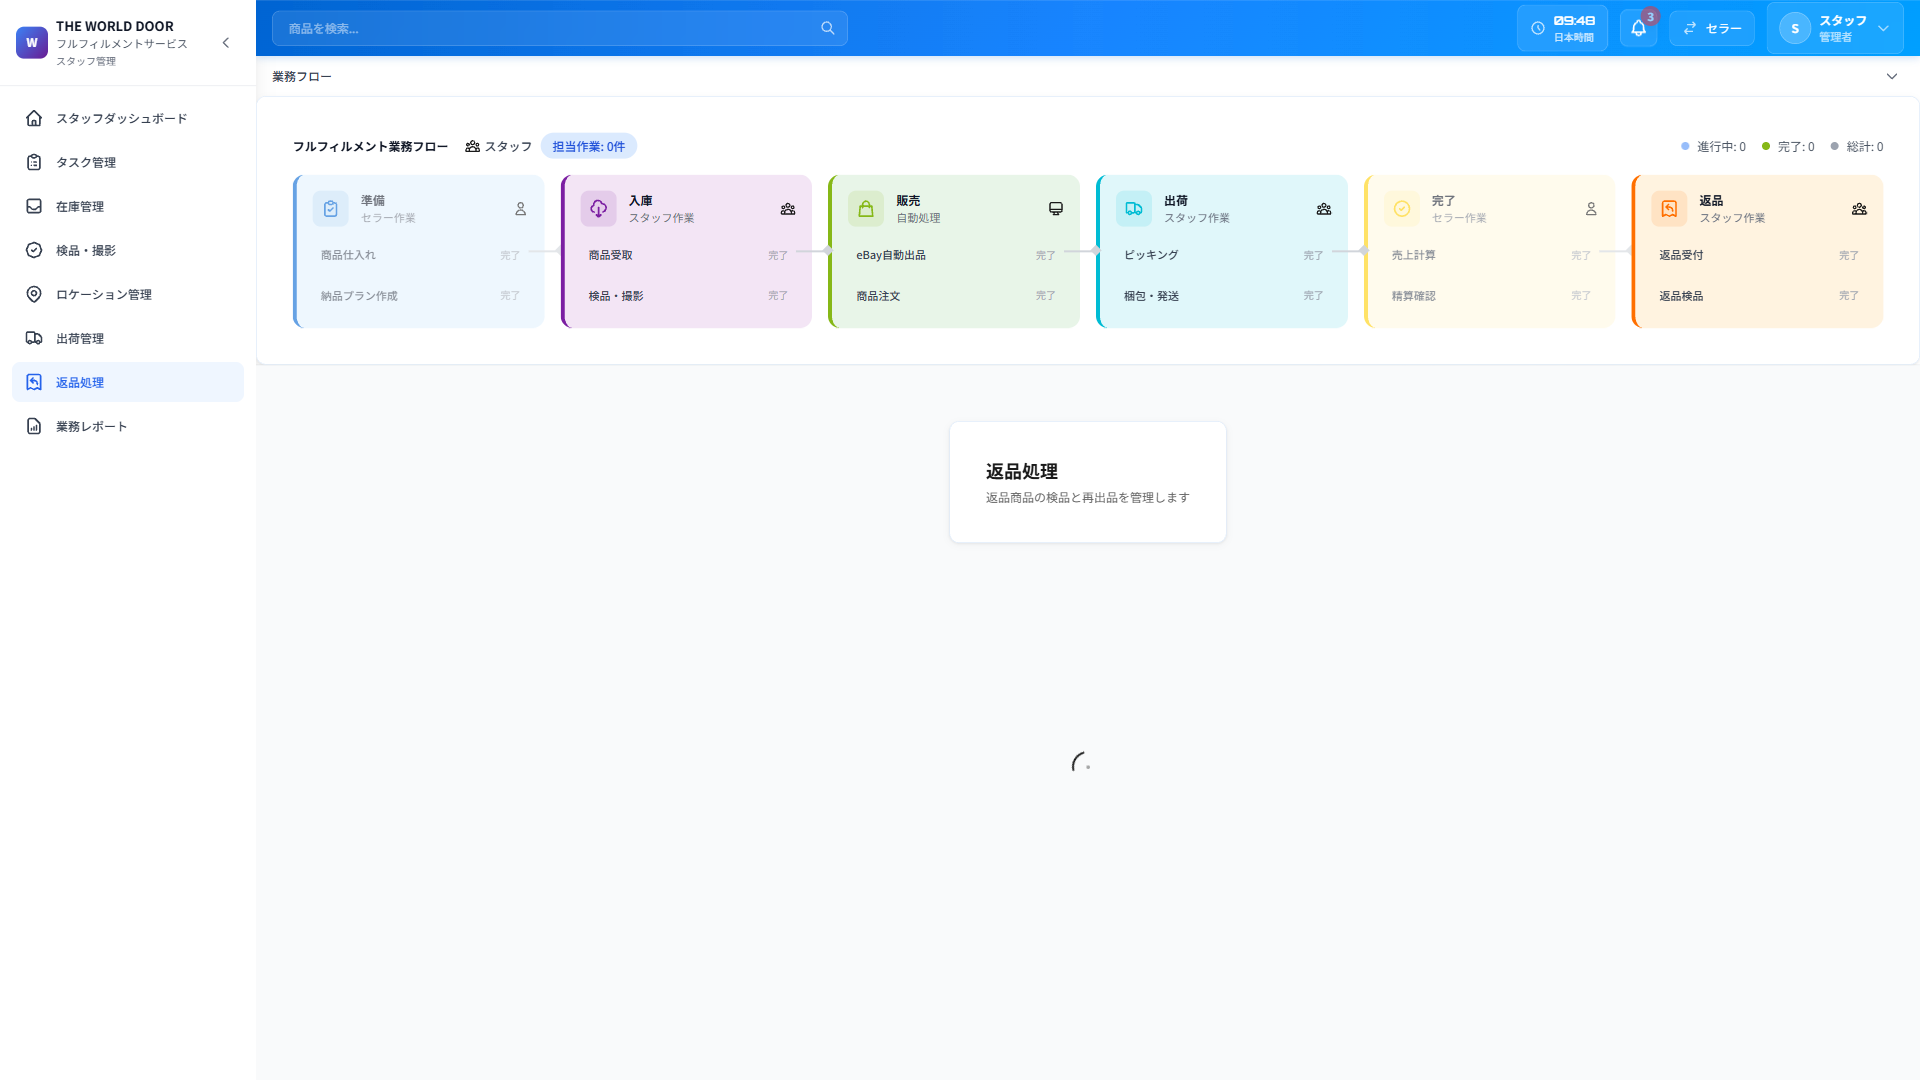 W
THE WORLD DOOR
フルフィルメントサービス
スタッフ管理
スタッフダッシュボード
タスク管理
在庫管理
検品・撮影
ロケーション管理
出荷管理
返品処理
業務レポート
商品を検索...
09:48
日本時間
3
セラー
S
スタッフ
管理者
業務フロー
フルフィルメント業務フロー
スタッフ
担当作業: 0件
進行中: 0
完了: 0
総計: 0
準備
セラー作業
商品仕入れ 完了
納品プラン作成 完了
入庫
スタッフ作業
商品受取 完了
検品・撮影 完了
販売
自動処理
eBay自動出品 完了
商品注文 完了
出荷
スタッフ作業
ピッキング 完了
梱包・発送 完了
完了
セラー作業
売上計算 完了
精算確認 完了
返品
スタッフ作業
返品受付 完了
返品検品 完了
返品処理
返品商品の検品と再出品を管理します